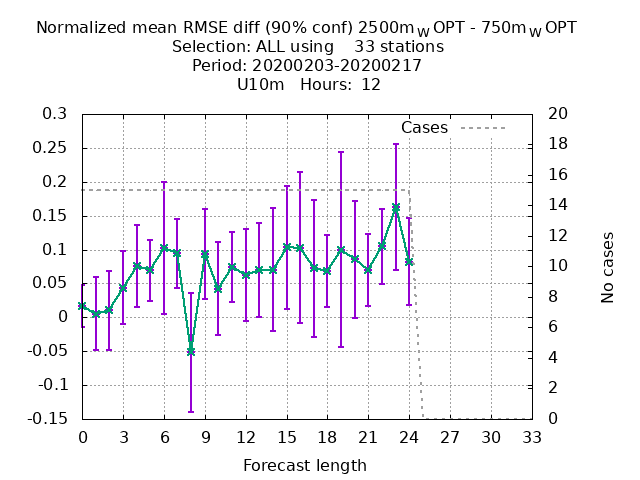 Normalized mean RMSE diff (90% conf) 2500m_W OPT - 750m_W OPT
Selection: ALL using    33 stations
Period: 20200203-20200217
U10m   Hours:  12
Cases
0.3
0.25
0.2
0.15
0.1
0.05
0
-0.05
-0.1
-0.15
20
18
16
14
12
10
8
6
4
2
0
No cases
0 3 6 9 12 15 18 21 24 27 30 33
Forecast length